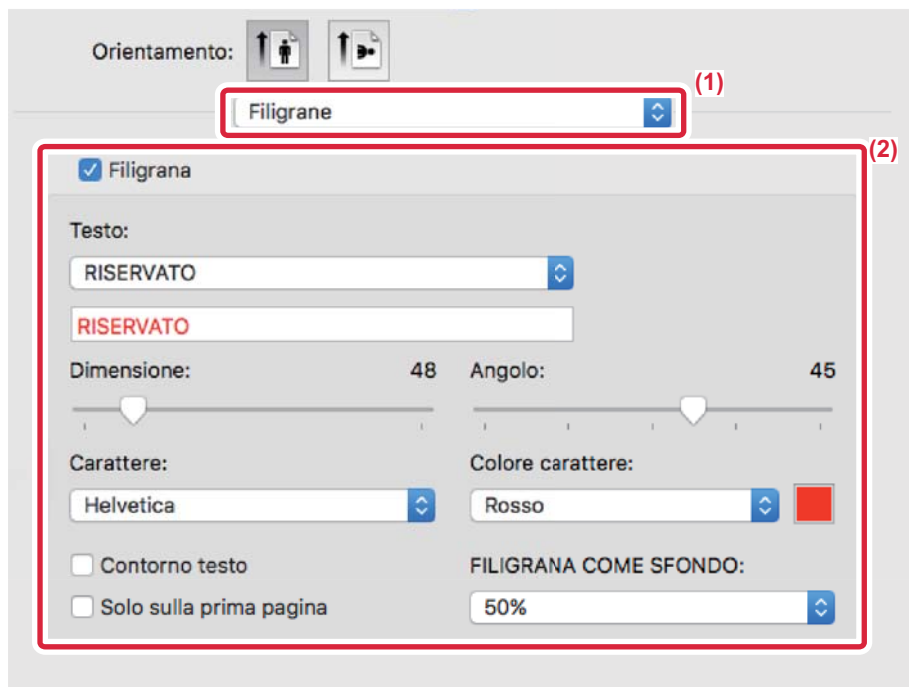 Orientamento:
(1)
Filigrane
(2)
Filigrana
Testo:
RISERVATO
RISERVATO
Dimensione: 48 Angolo: 45
Carattere: Colore carattere:
Helvetica Rosso
Contorno testo FILIGRANA COME SFONDO:
Solo sulla prima pagina 50%